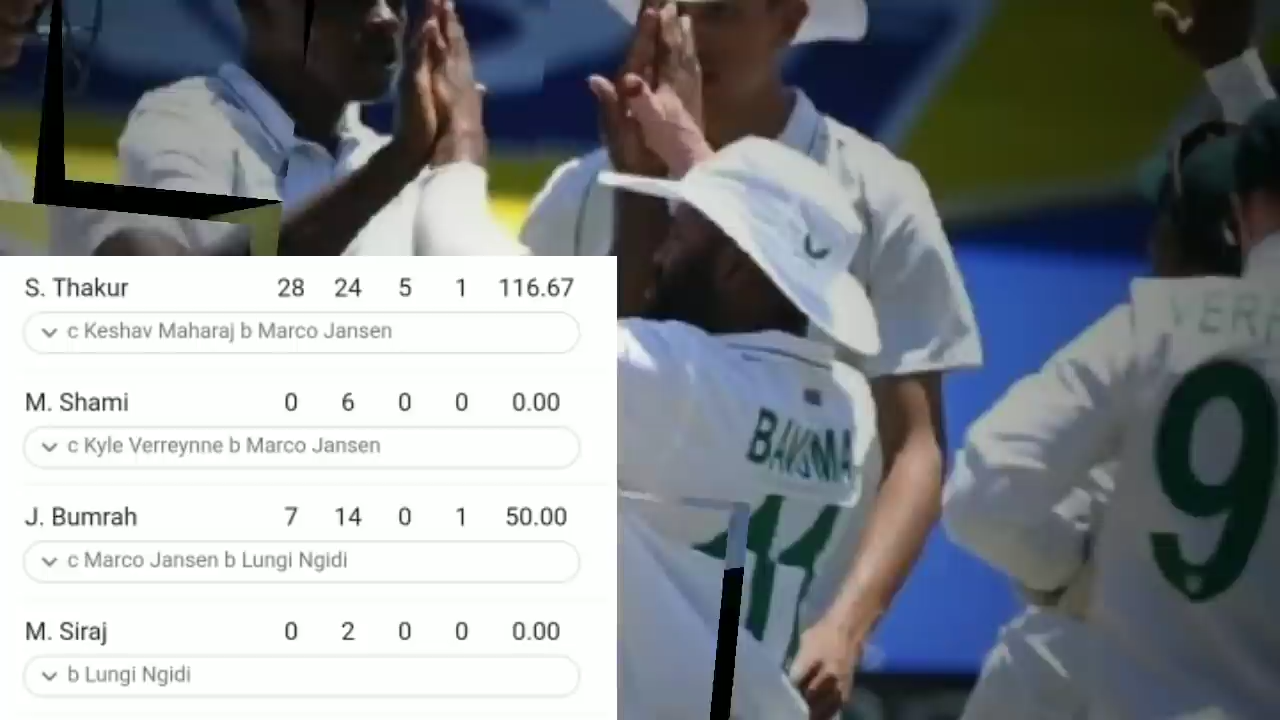 S. Thakur 28 24 5 1 116.67
c Keshav Maharaj b Marco Jansen
M. Shami 0 6 0 0 0.00
c Kyle Verreynne b Marco Jansen
J. Bumrah 7 14 0 1 50.00
c Marco Jansen b Lungi Ngidi
M. Siraj 0 2 0 0 0.00
b Lungi Ngidi
BAVUMA
11
VERR
9